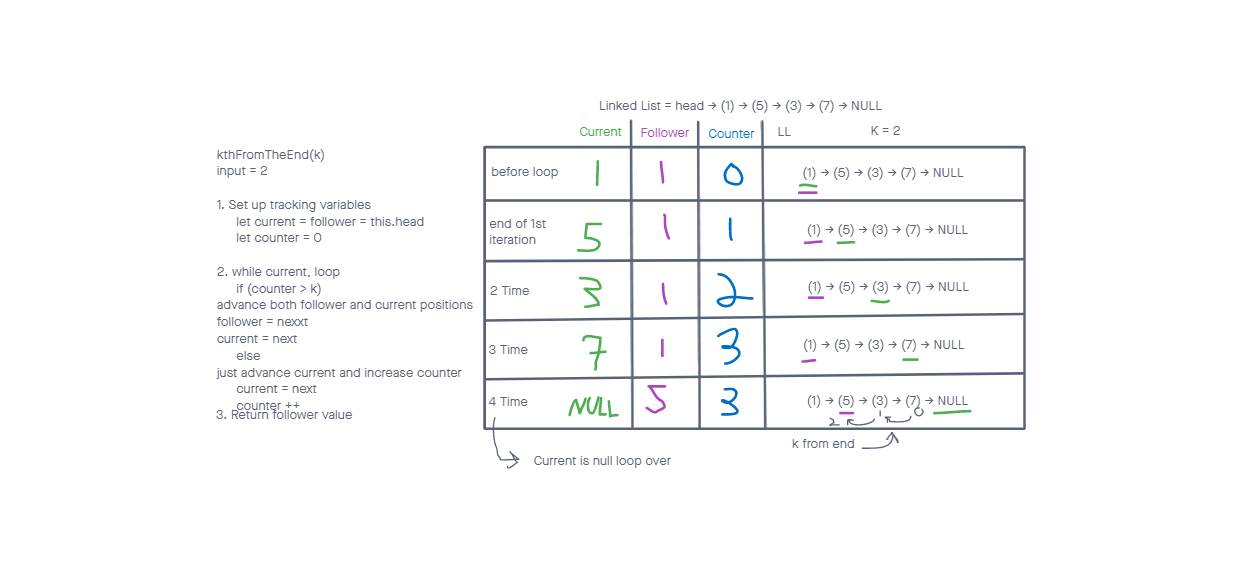 Linked List = head → (1) → (5) → (3) → (7) → NULL
Current Follower Counter LL K = 2
kthFromTheEnd(k)
input = 2
1. Set up tracking variables
let current = follower = this.head
let counter = 0
2. while current, loop
if (counter > k)
advance both follower and current positions
follower = nexxt
current = next
else
just advance current and increase counter
current = next
counter ++
3. Return follower value
before loop 1 1 0 (1) → (5) → (3) → (7) → NULL
end of 1st
iteration 5 1 1 (1) → (5) → (3) → (7) → NULL
2 Time 3 1 2 (1) → (5) → (3) → (7) → NULL
3 Time 7 1 3 (1) → (5) → (3) → (7) → NULL
4 Time NULL 5 3 (1) → (5) → (3) → (7) → NULL
2 1 0
k from end
Current is null loop over